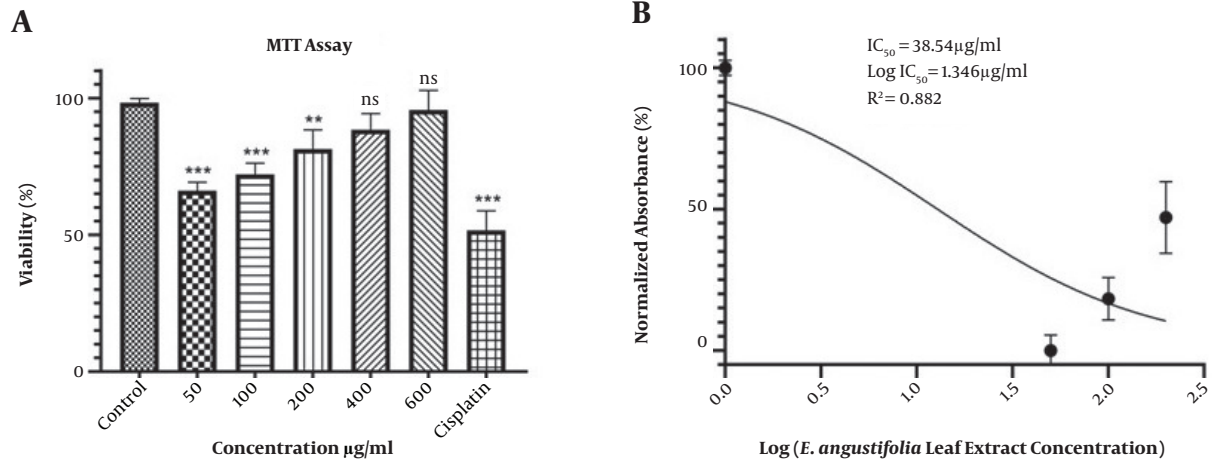 A
MTT Assay
Viability (%)
100
50
0
***
***
**
ns
ns
***
Control
50
100
200
400
600
Cisplatin
Concentration µg/ml
B
IC50 = 38.54µg/ml
Log IC50 = 1.346µg/ml
R² = 0.882
Normalized Absorbance (%)
100
50
0
0.0
0.5
1.0
1.5
2.0
2.5
Log (E. angustifolia Leaf Extract Concentration)